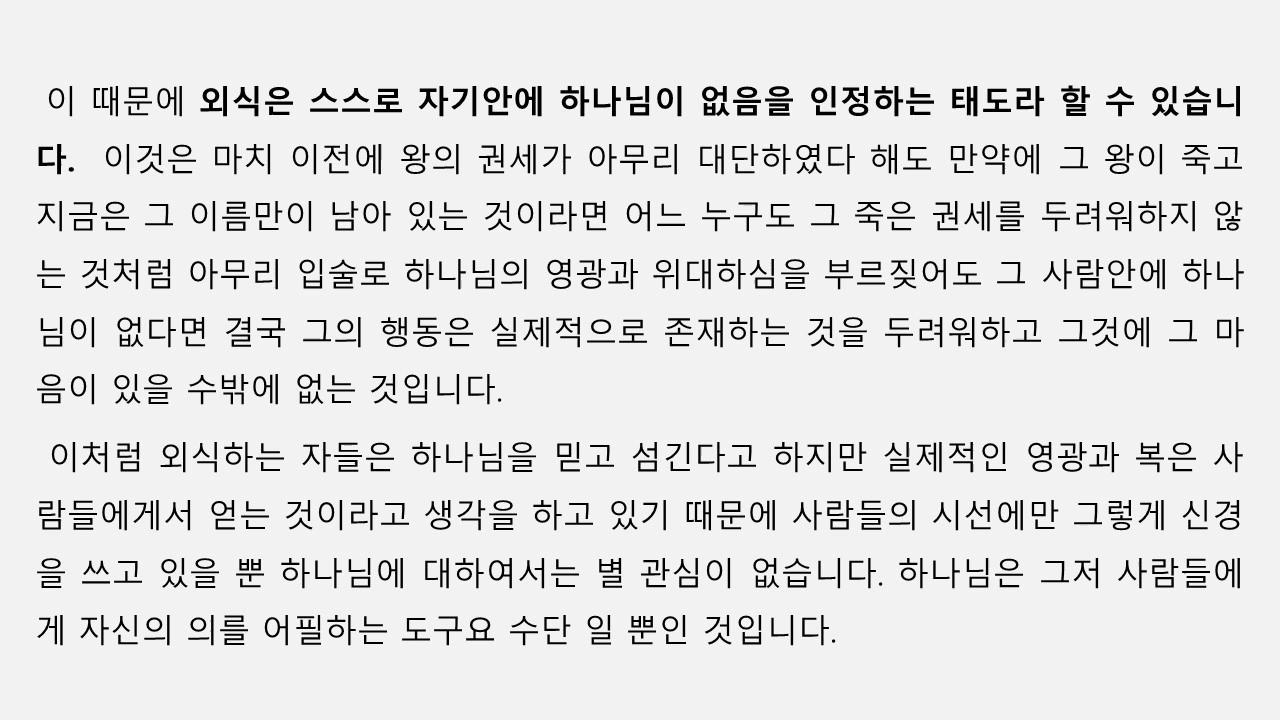 이 때문에 외식은 스스로 자기안에 하나님이 없음을 인정하는 태도라 할 수 있습니
다. 이것은 마치 이전에 왕의 권세가 아무리 대단하였다 해도 만약에 그 왕이 죽고
지금은 그 이름만이 남아 있는 것이라면 어느 누구도 그 죽은 권세를 두려워하지 않
는 것처럼 아무리 입술로 하나님의 영광과 위대하심을 부르짖어도 그 사람안에 하나
님이 없다면 결국 그의 행동은 실제적으로 존재하는 것을 두려워하고 그것에 그 마
음이 있을 수밖에 없는 것입니다.
이처럼 외식하는 자들은 하나님을 믿고 섬긴다고 하지만 실제적인 영광과 복은 사
람들에게서 얻는 것이라고 생각을 하고 있기 때문에 사람들의 시선에만 그렇게 신경
을 쓰고 있을 뿐 하나님에 대하여서는 별 관심이 없습니다. 하나님은 그저 사람들에
게 자신의 의를 어필하는 도구요 수단 일 뿐인 것입니다.